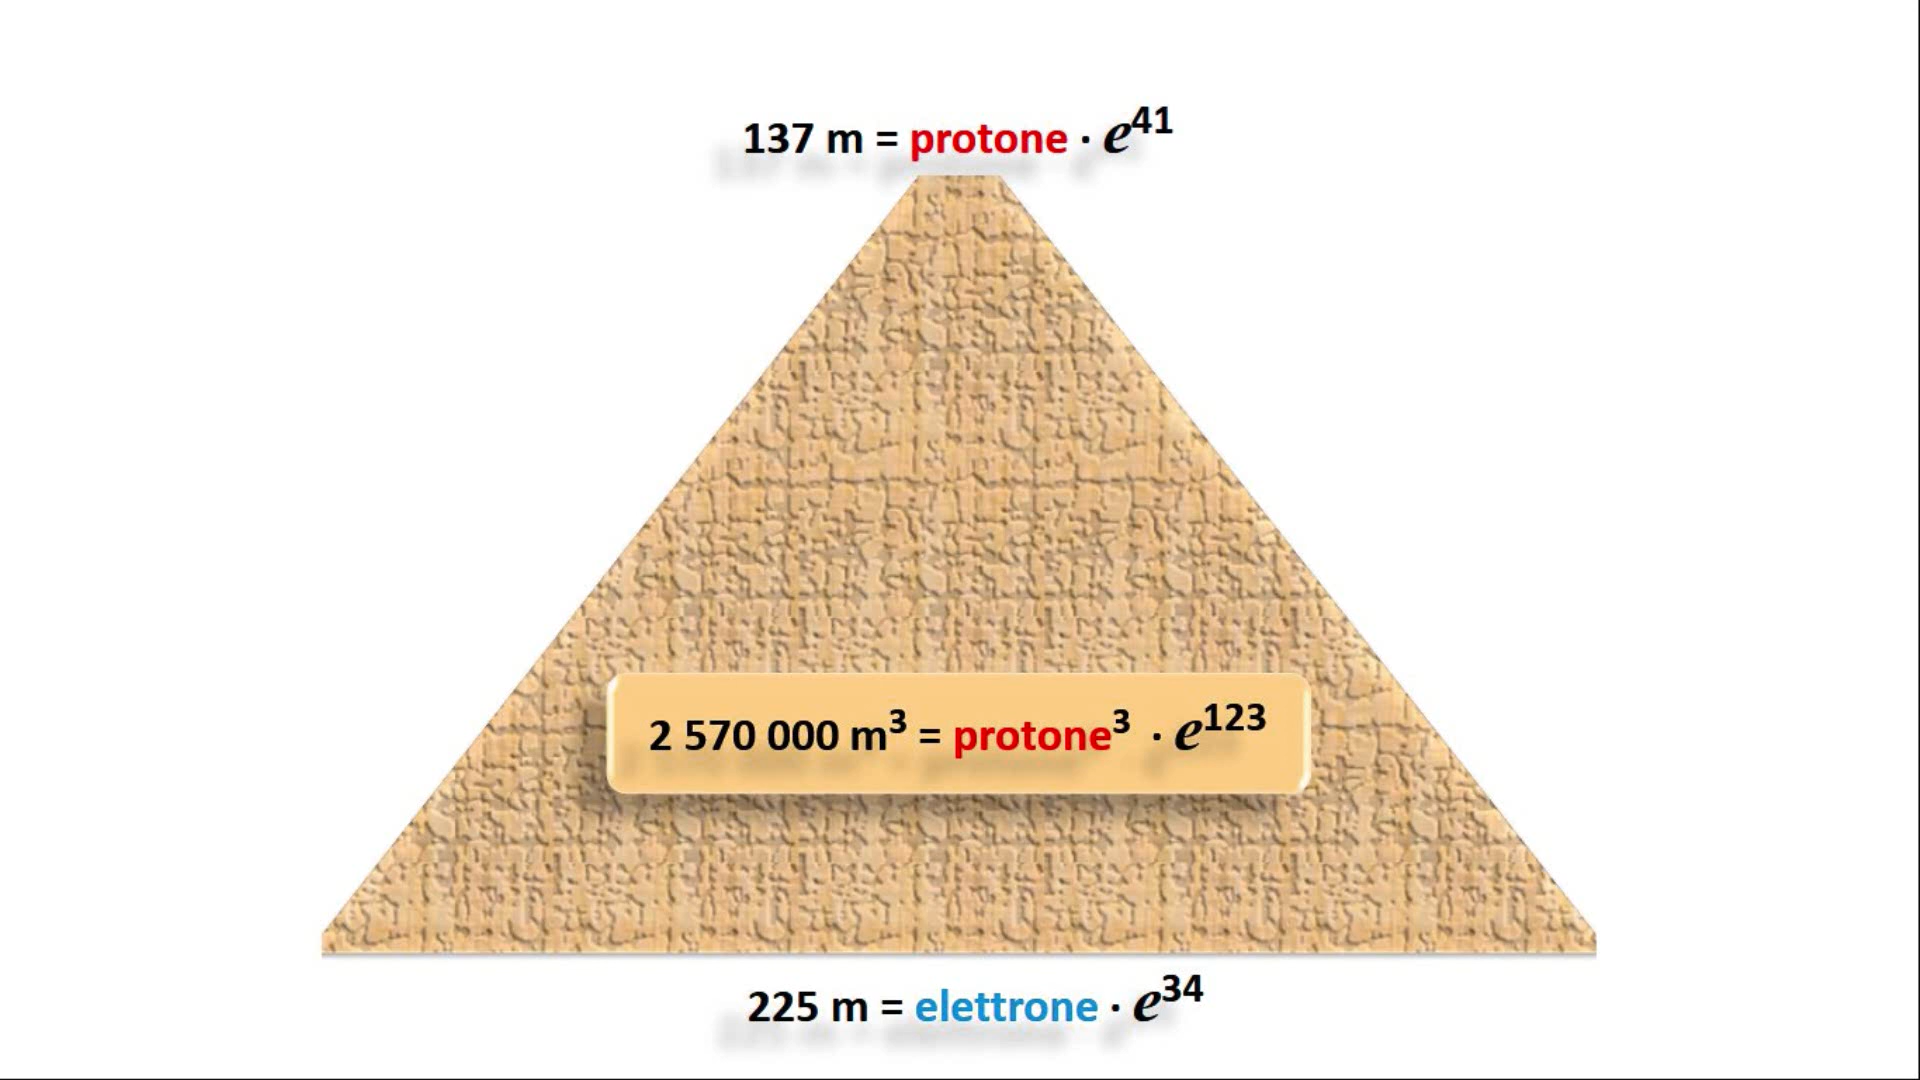 137 m = protone · e⁴¹
2 570 000 m³ = protone³ · e¹²³
225 m = elettrone · e³⁴